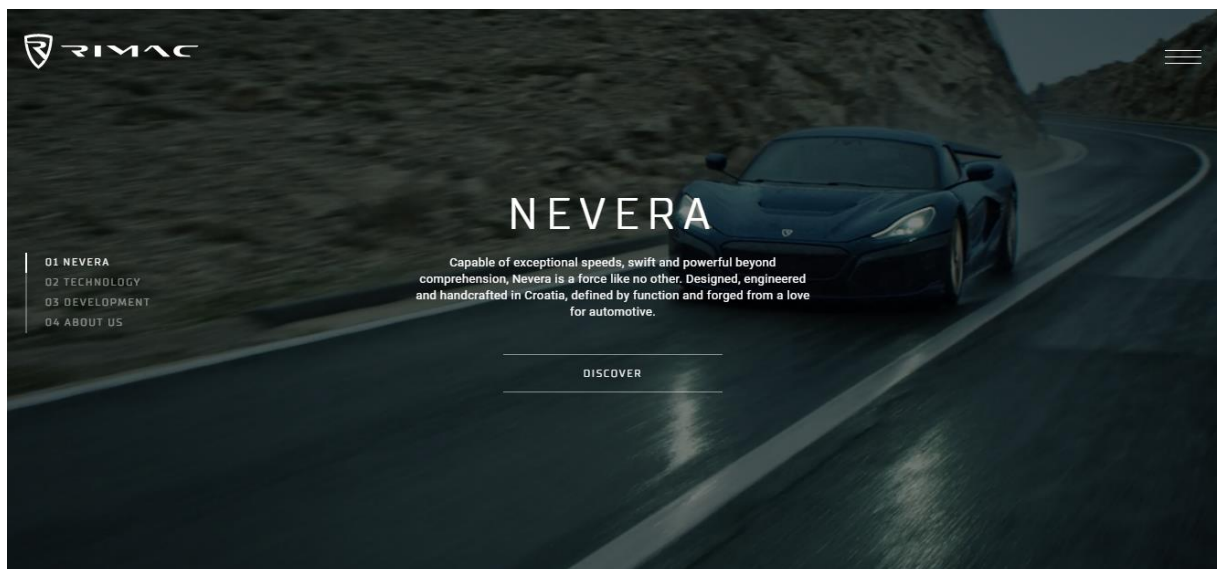 RIMAC
NEVERA
Capable of exceptional speeds, swift and powerful beyond
comprehension, Nevera is a force like no other. Designed, engineered
and handcrafted in Croatia, defined by function and forged from a love
for automotive.
01 NEVERA
02 TECHNOLOGY
03 DEVELOPMENT
04 ABOUT US
DISCOVER